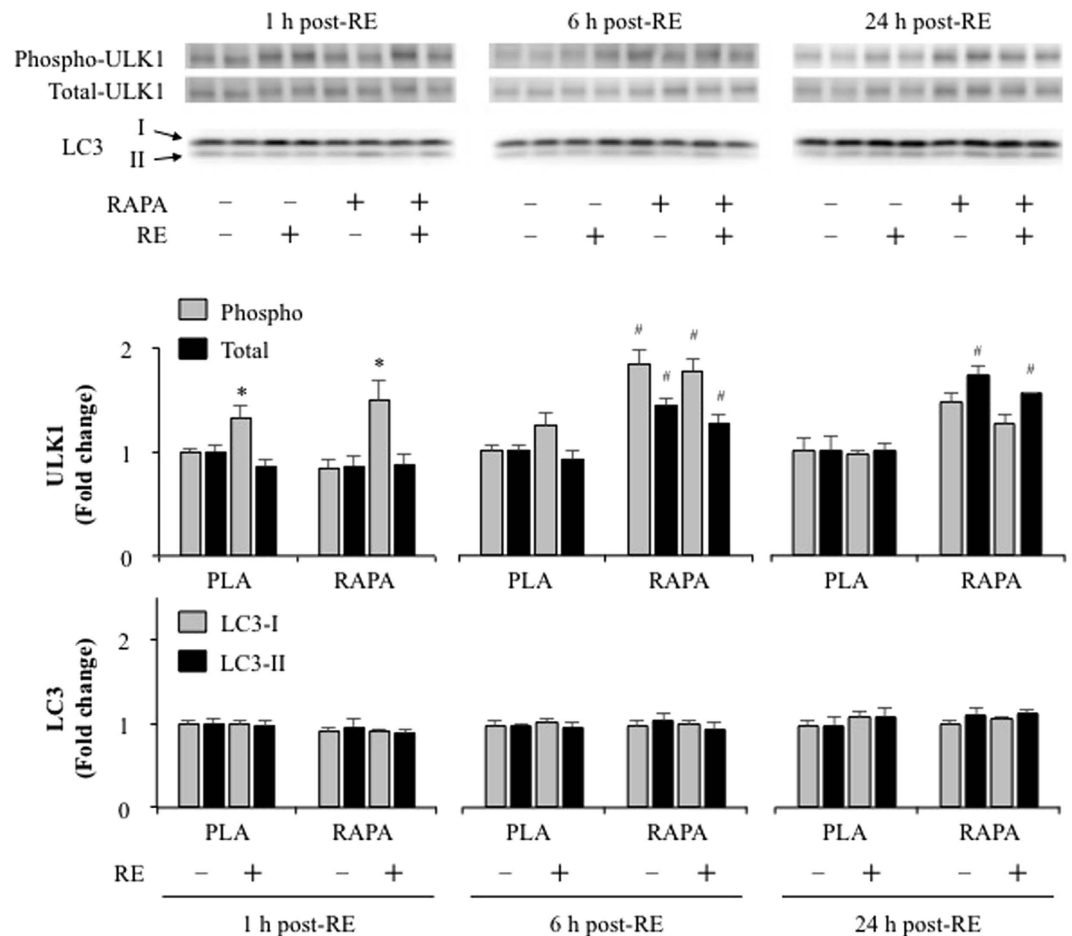 1 h post-RE 6 h post-RE 24 h post-RE
Phospho-ULK1
Total-ULK1
I
LC3
II
RAPA − − + + − − + + − − + +
RE − + − + − + − + − + − +
Phospho
Total
2
1
0
ULK1
(Fold change)
* * # # # # # #
PLA RAPA PLA RAPA PLA RAPA
LC3-I
LC3-II
2
1
0
LC3
(Fold change)
PLA RAPA PLA RAPA PLA RAPA
RE − + − + − + − + − + − +
1 h post-RE 6 h post-RE 24 h post-RE